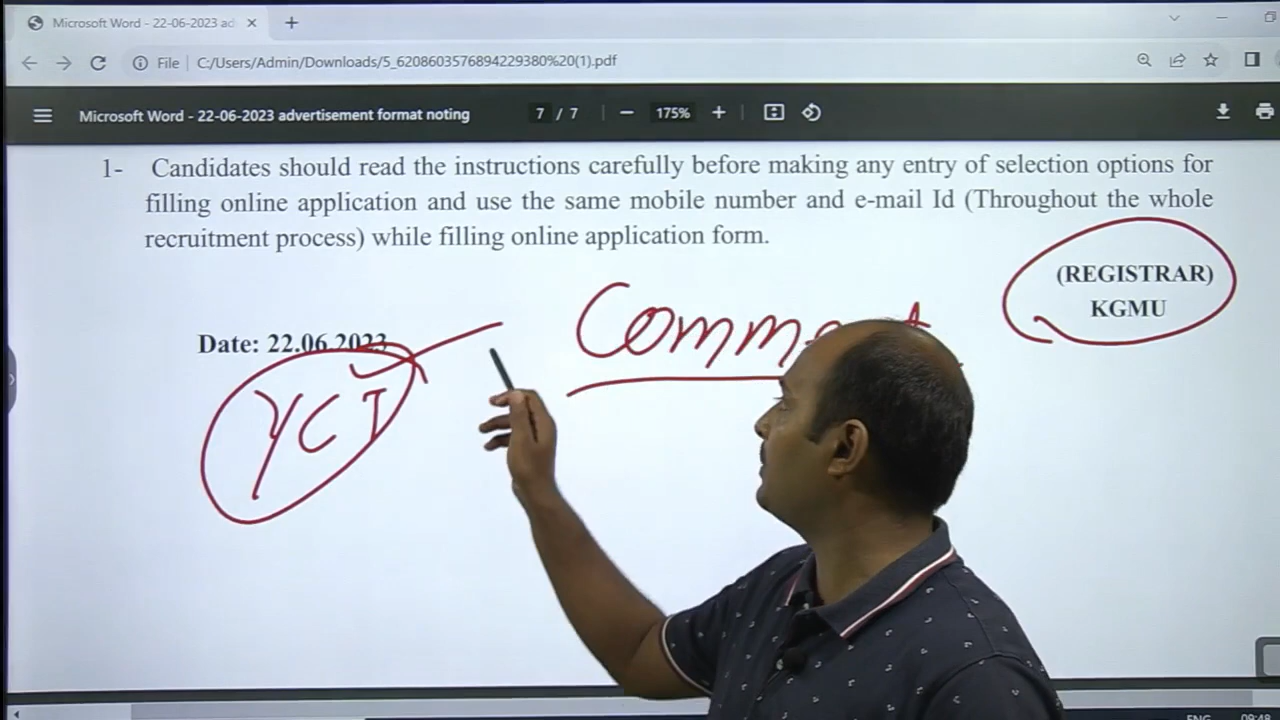 Microsoft Word - 22-06-2023 ad
File C:/Users/Admin/Downloads/5_6208603576894229380%20(1).pdf
Microsoft Word - 22-06-2023 advertisement format noting 7 / 7 175%
1- Candidates should read the instructions carefully before making any entry of selection options for
filling online application and use the same mobile number and e-mail Id (Throughout the whole
recruitment process) while filling online application form.
(REGISTRAR)
KGMU
Date: 22.06.2023
Comment
YCI
ENG 09:48